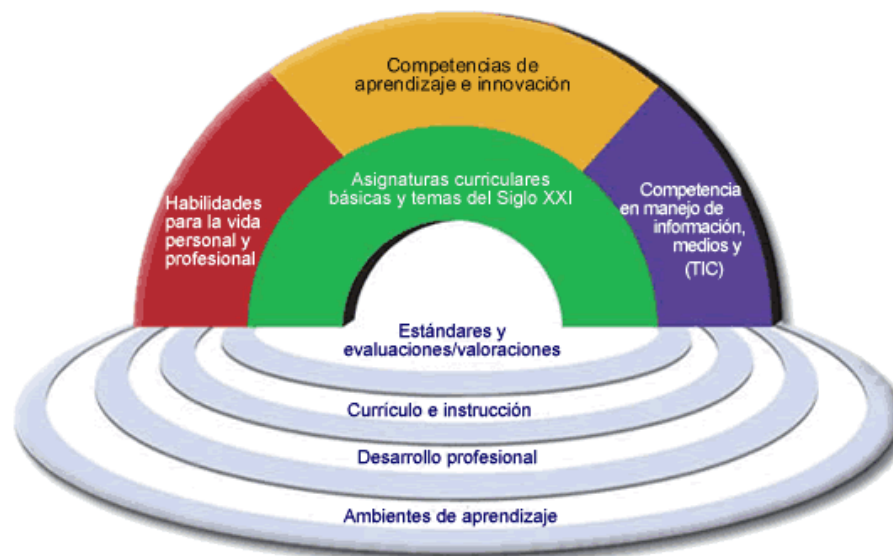 Competencias de
aprendizaje e innovación
Habilidades
para la vida
personal y
profesional
Asignaturas curriculares
básicas y temas del Siglo XXI
Competencia
en manejo de
información,
medios y
(TIC)
Estándares y
evaluaciones/valoraciones
Currículo e instrucción
Desarrollo profesional
Ambientes de aprendizaje